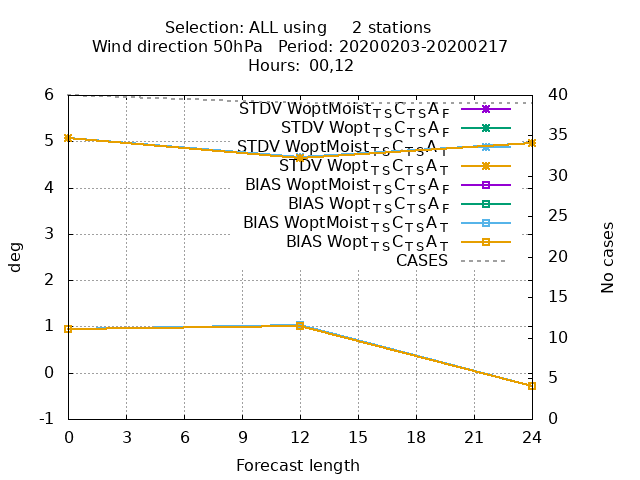 Selection: ALL using     2 stations
Wind direction 50hPa   Period: 20200203-20200217
Hours: 00,12
STDV WoptMoist_TS C_TS A_F
STDV Wopt_TS C_TS A_F
STDV WoptMoist_TS C_TS A_T
STDV Wopt_TS C_TS A_T
BIAS WoptMoist_TS C_TS A_F
BIAS Wopt_TS C_TS A_F
BIAS WoptMoist_TS C_TS A_T
BIAS Wopt_TS C_TS A_T
CASES
deg
6
5
4
3
2
1
0
-1
40
35
30
25
20
15
10
5
0
No cases
0 3 6 9 12 15 18 21 24
Forecast length